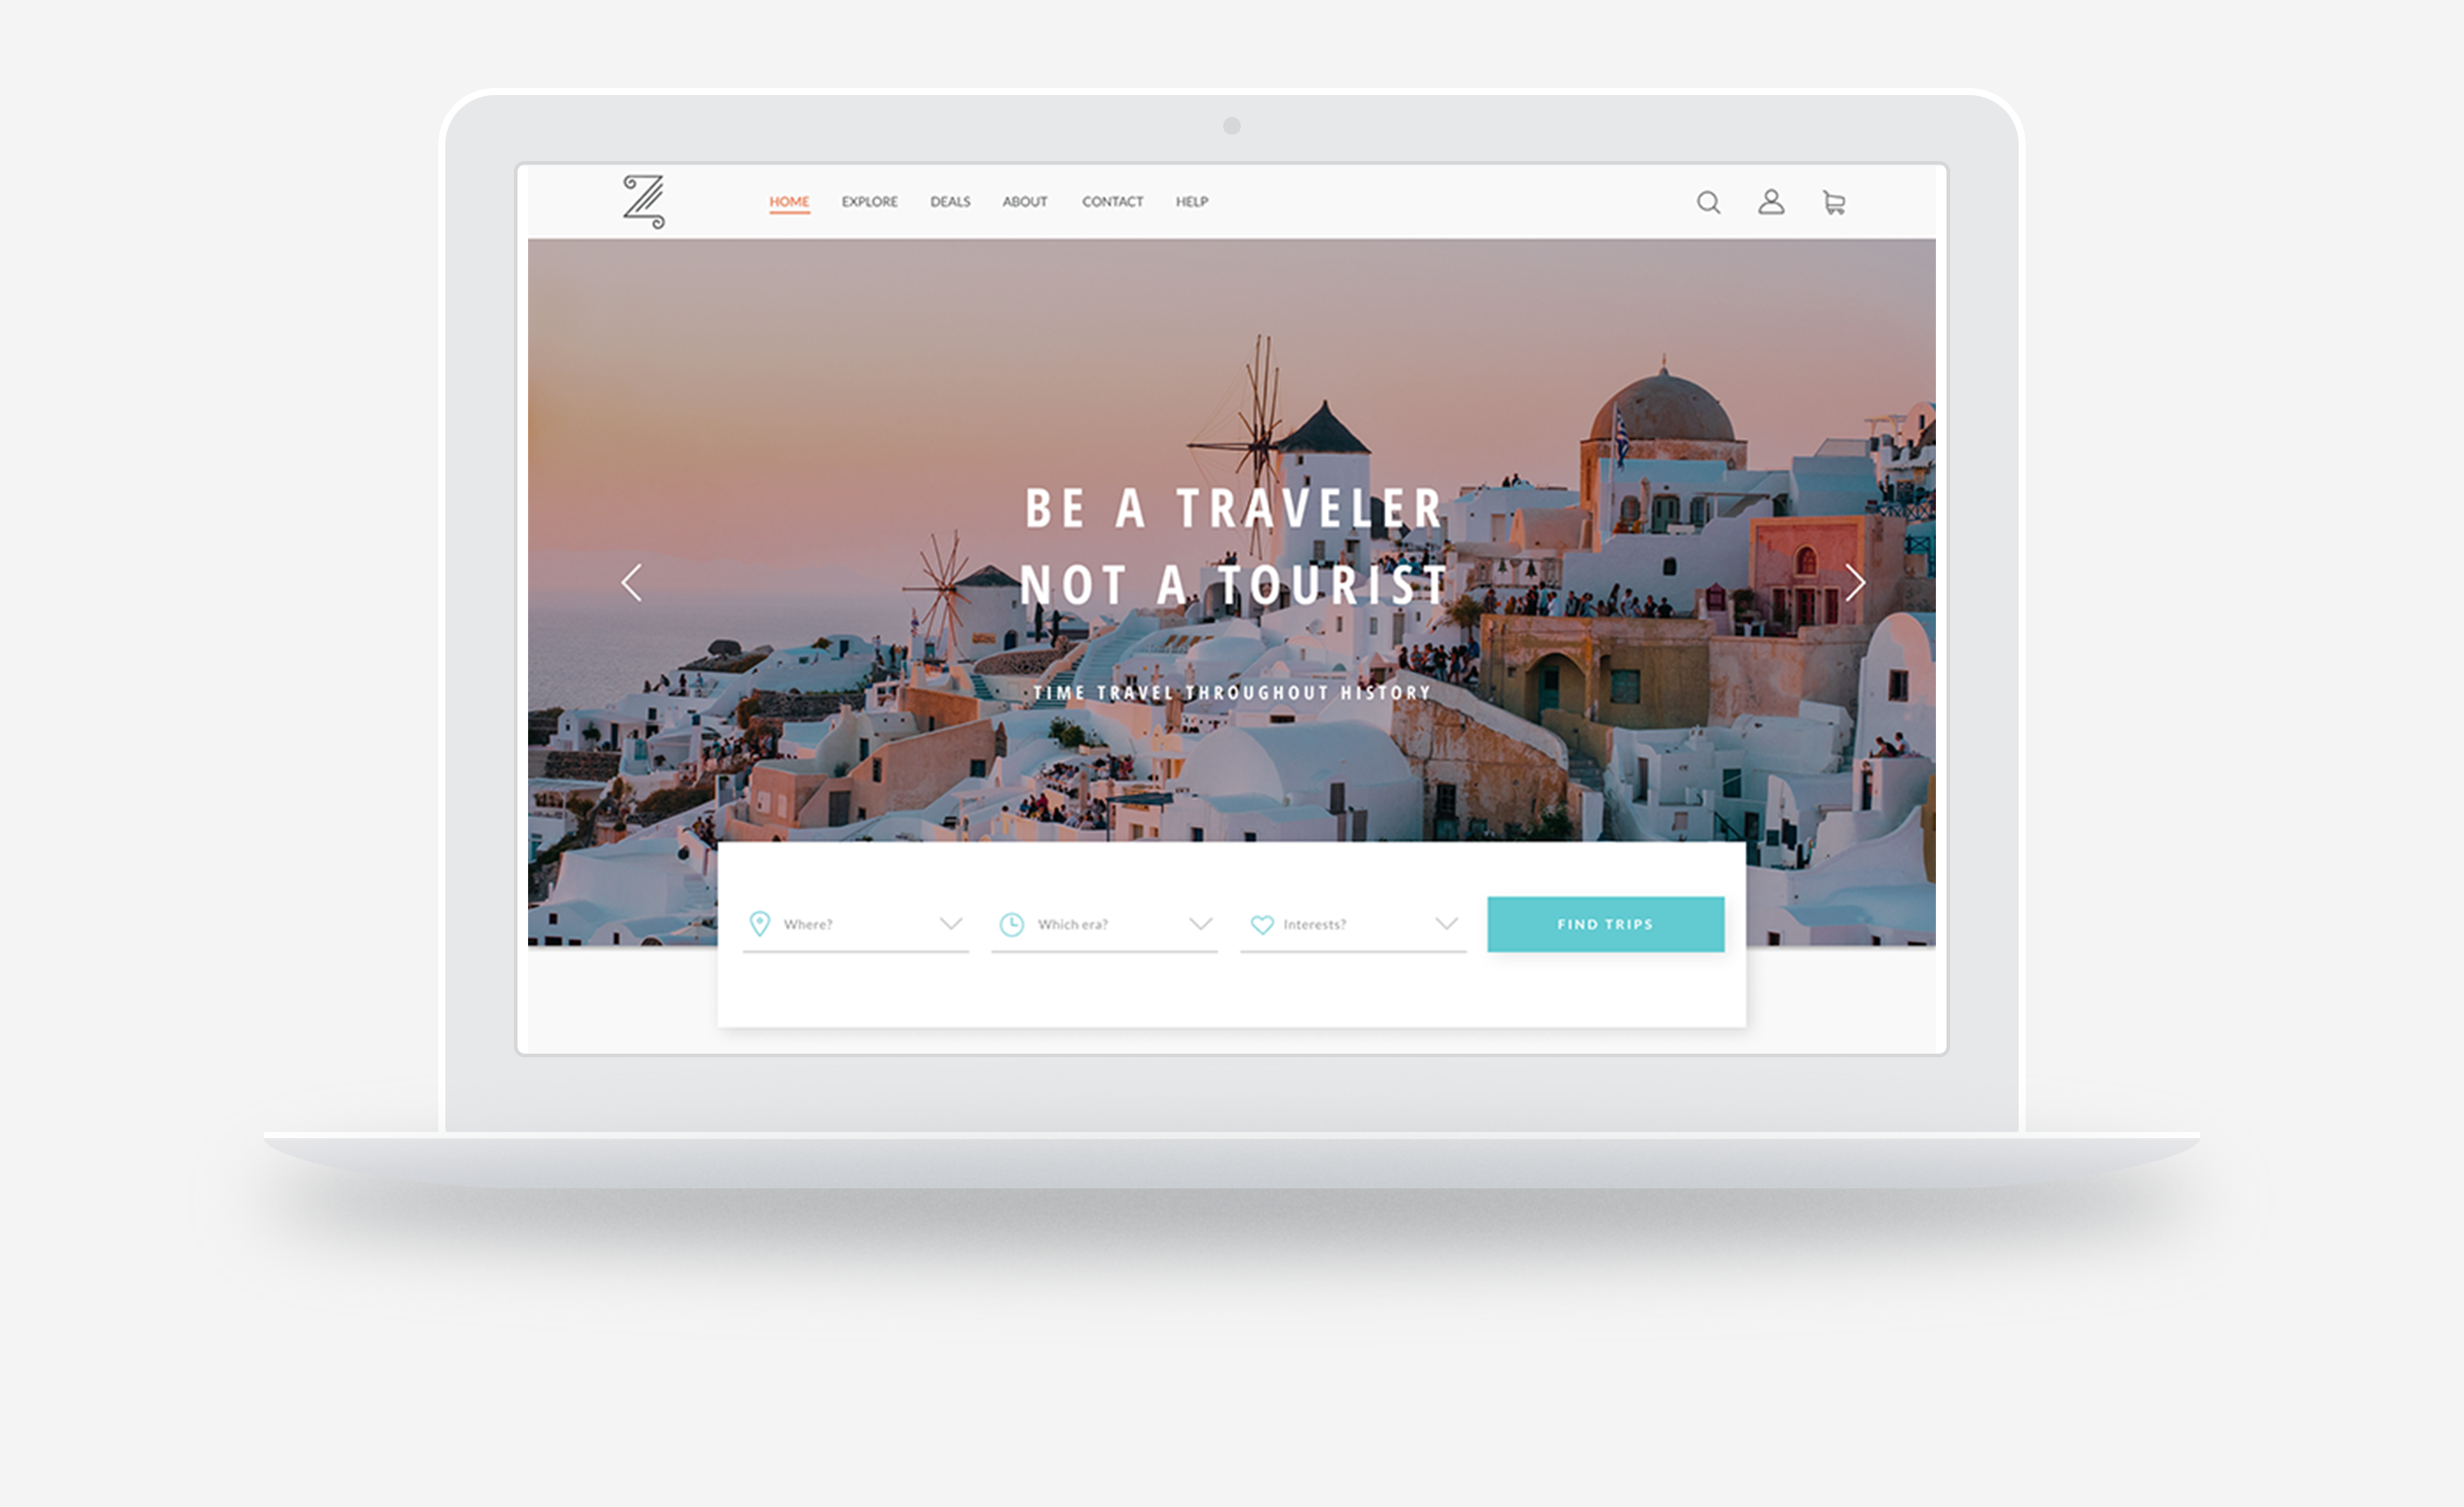 Z
HOME EXPLORE DEALS ABOUT CONTACT HELP
BE A TRAVELER
NOT A TOURIST
TIME TRAVEL THROUGHOUT HISTORY
Where? Which era? Interests? FIND TRIPS